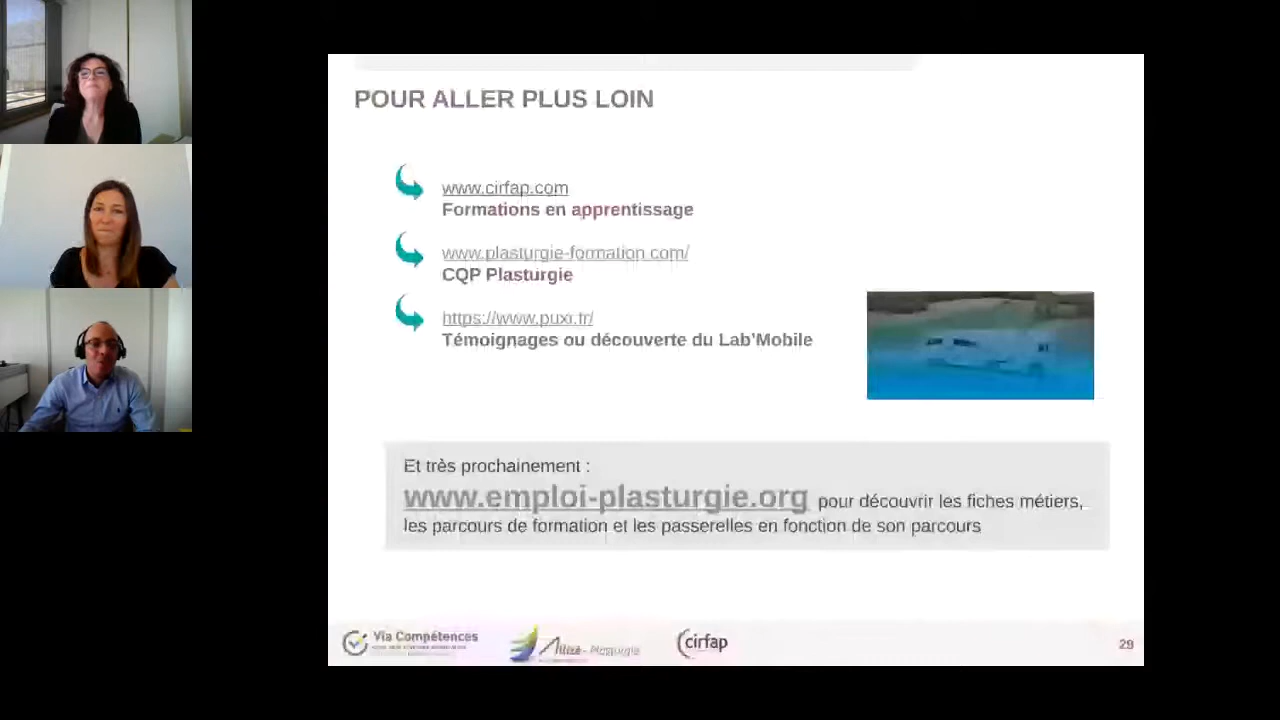 POUR ALLER PLUS LOIN
www.cirfap.com
Formations en apprentissage
www.plasturgie-formation.com/
CQP Plasturgie
https://www.puxi.fr/
Témoignages ou découverte du Lab'Mobile
Et très prochainement :
www.emploi-plasturgie.org pour découvrir les fiches métiers,
les parcours de formation et les passerelles en fonction de son parcours
Via Compétences
Allizé - Plasturgie
cirfap
29